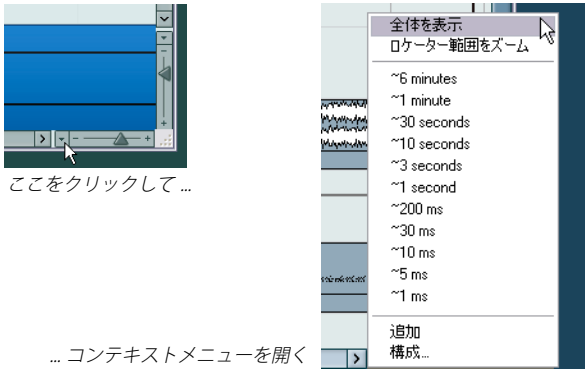 ここをクリックして ...
全体を表示
ロケーター範囲をズーム
~6 minutes
~1 minute
~30 seconds
~10 seconds
~3 seconds
~1 second
~200 ms
~30 ms
~10 ms
~5 ms
~1 ms
追加
構成...
... コンテキストメニューを開く